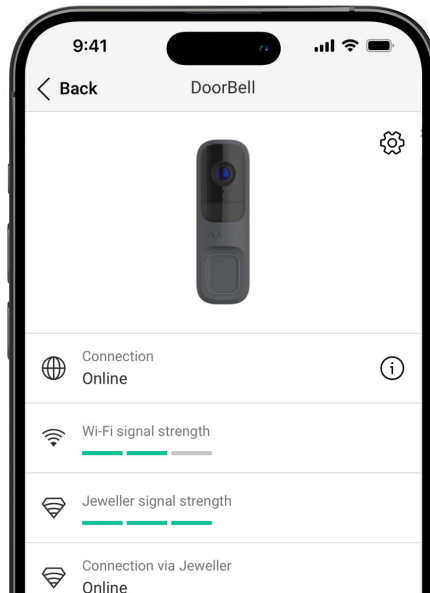 9:41
Back
DoorBell
Connection
Online
Wi-Fi signal strength
Jeweller signal strength
Connection via Jeweller
Online